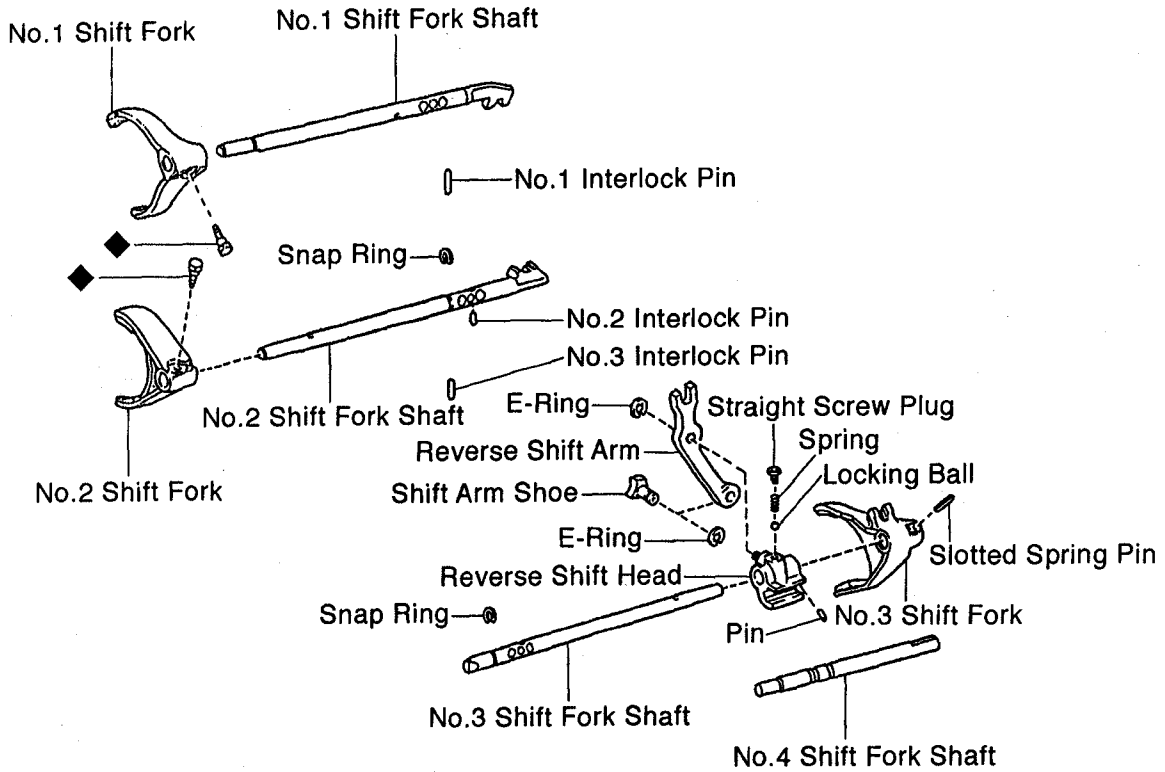 No.1 Shift Fork Shaft
No.1 Shift Fork
No.1 Interlock Pin
Snap Ring
No.2 Interlock Pin
No.3 Interlock Pin
E-Ring
Straight Screw Plug
No.2 Shift Fork Shaft
Spring
Reverse Shift Arm
Locking Ball
No.2 Shift Fork
Shift Arm Shoe
E-Ring
Slotted Spring Pin
Reverse Shift Head
Snap Ring
No.3 Shift Fork
Pin
No.3 Shift Fork Shaft
No.4 Shift Fork Shaft